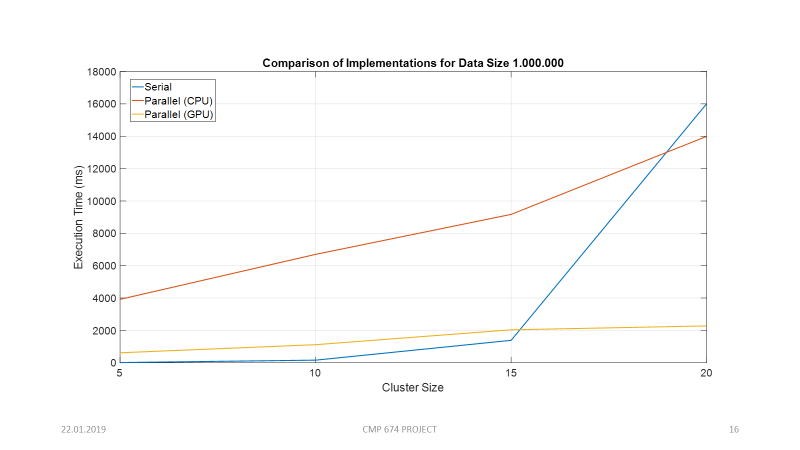 Comparison of Implementations for Data Size 1.000.000
18000
16000
14000
12000
10000
8000
6000
4000
2000
0
Serial
Parallel (CPU)
Parallel (GPU)
Execution Time (ms)
5
10
15
20
Cluster Size
22.01.2019
CMP 674 PROJECT
16